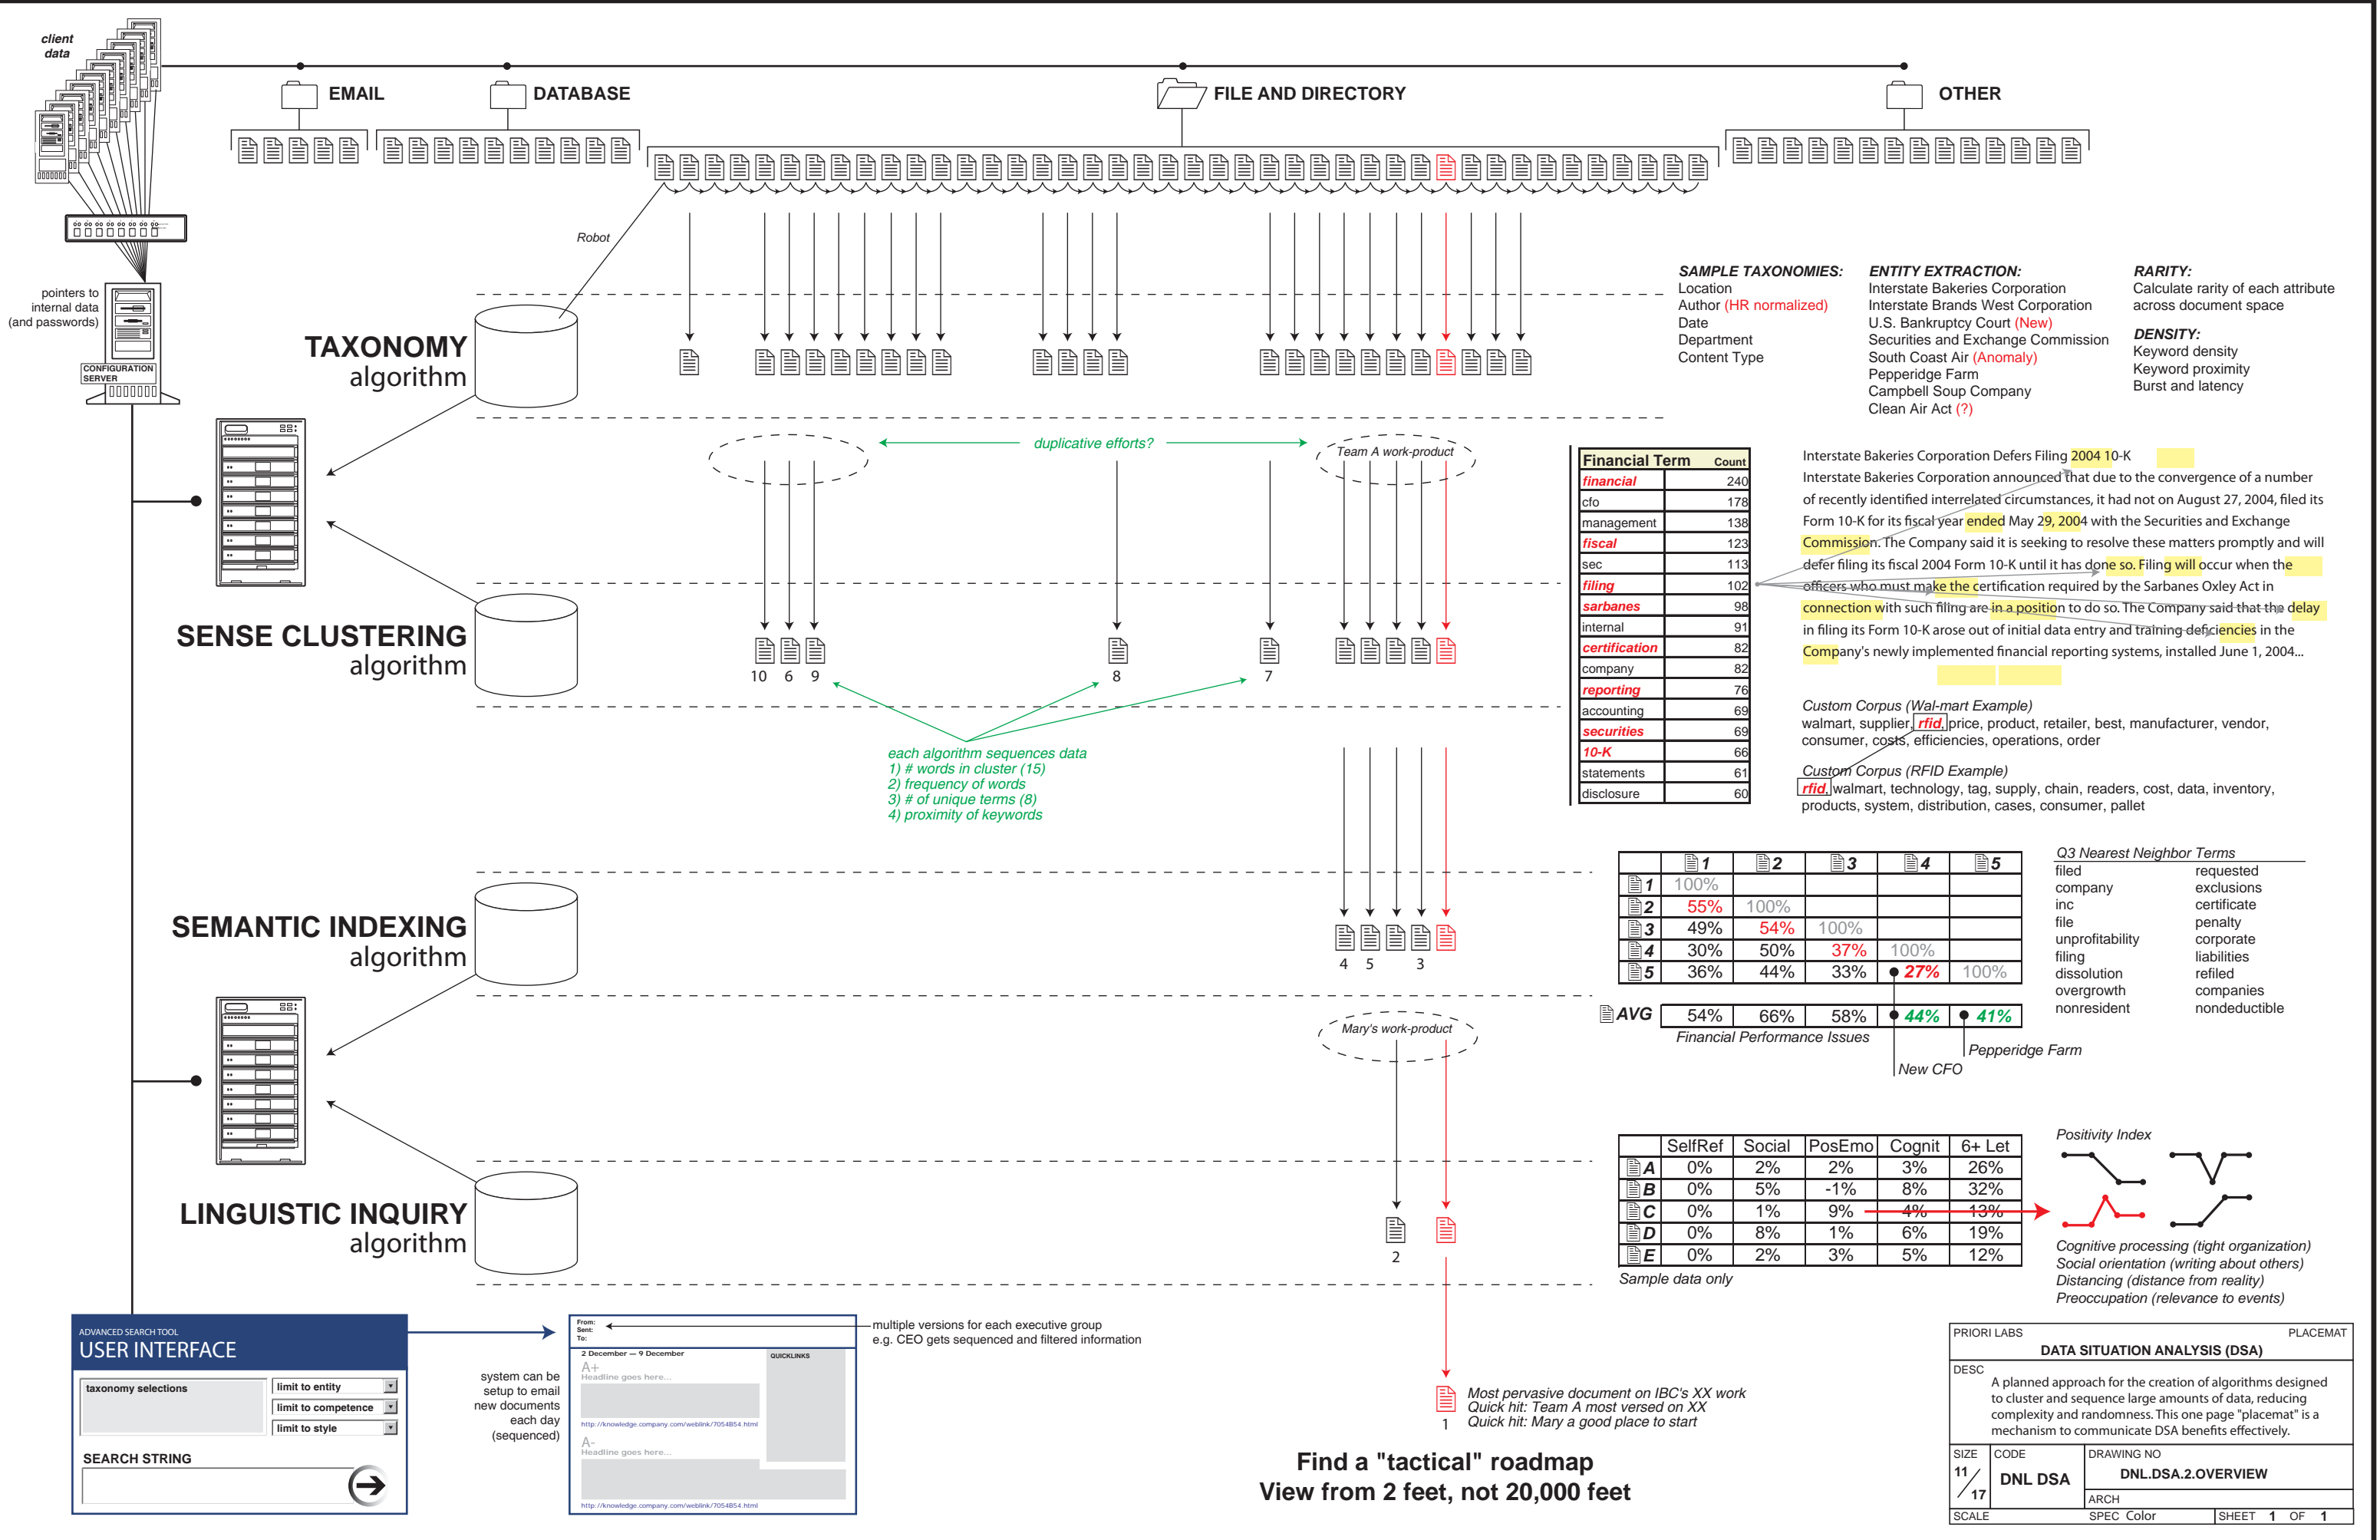 client
data
EMAIL
DATABASE
FILE AND DIRECTORY
OTHER
Robot
pointers to
internal data
(and passwords)
CONFIGURATION
SERVER
TAXONOMY
algorithm
SAMPLE TAXONOMIES:
Location
Author (HR normalized)
Date
Department
Content Type
ENTITY EXTRACTION:
Interstate Bakeries Corporation
Interstate Brands West Corporation
U.S. Bankruptcy Court (New)
Securities and Exchange Commission
South Coast Air (Anomaly)
Pepperidge Farm
Campbell Soup Company
Clean Air Act (?)
RARITY:
Calculate rarity of each attribute
across document space
DENSITY:
Keyword density
Keyword proximity
Burst and latency
duplicative efforts?
Team A work-product
SENSE CLUSTERING
algorithm
10 6 9 8 7
each algorithm sequences data
1) # words in cluster (15)
2) frequency of words
3) # of unique terms (8)
4) proximity of keywords
Financial Term Count
financial 240
cfo 178
management 138
fiscal 123
sec 113
filing 102
sarbanes 98
internal 91
certification 82
company 82
reporting 76
accounting 69
securities 69
10-K 66
statements 61
disclosure 60
Interstate Bakeries Corporation Defers Filing 2004 10-K
Interstate Bakeries Corporation announced that due to the convergence of a number
of recently identified interrelated circumstances, it had not on August 27, 2004, filed its
Form 10-K for its fiscal year ended May 29, 2004 with the Securities and Exchange
Commission. The Company said it is seeking to resolve these matters promptly and will
defer filing its fiscal 2004 Form 10-K until it has done so. Filing will occur when the
officers who must make the certification required by the Sarbanes Oxley Act in
connection with such filing are in a position to do so. The Company said that the delay
in filing its Form 10-K arose out of initial data entry and training deficiencies in the
Company's newly implemented financial reporting systems, installed June 1, 2004...
Custom Corpus (Wal-mart Example)
walmart, supplier, rfid, price, product, retailer, best, manufacturer, vendor,
consumer, costs, efficiencies, operations, order
Custom Corpus (RFID Example)
rfid, walmart, technology, tag, supply, chain, readers, cost, data, inventory,
products, system, distribution, cases, consumer, pallet
SEMANTIC INDEXING
algorithm
4 5 3
1 2 3 4 5
1 100%
2 55% 100%
3 49% 54% 100%
4 30% 50% 37% 100%
5 36% 44% 33% 27% 100%
AVG 54% 66% 58% 44% 41%
Financial Performance Issues
Pepperidge Farm
New CFO
Q3 Nearest Neighbor Terms
filed requested
company exclusions
inc certificate
file penalty
unprofitability corporate
filing liabilities
dissolution refiled
overgrowth companies
nonresident nondeductible
Mary's work-product
LINGUISTIC INQUIRY
algorithm
2
SelfRef Social PosEmo Cognit 6+ Let
A 0% 2% 2% 3% 26%
B 0% 5% -1% 8% 32%
C 0% 1% 9% 4% 13%
D 0% 8% 1% 6% 19%
E 0% 2% 3% 5% 12%
Sample data only
Positivity Index
Cognitive processing (tight organization)
Social orientation (writing about others)
Distancing (distance from reality)
Preoccupation (relevance to events)
ADVANCED SEARCH TOOL
USER INTERFACE
taxonomy selections
limit to entity
limit to competence
limit to style
SEARCH STRING
system can be
setup to email
new documents
each day
(sequenced)
From:
Sent:
To:
2 December — 9 December
QUICKLINKS
A+
Headline goes here...
http://knowledge.company.com/weblink/7054B54.html
A-
Headline goes here...
http://knowledge.company.com/weblink/7054B54.html
multiple versions for each executive group
e.g. CEO gets sequenced and filtered information
1
Most pervasive document on IBC's XX work
Quick hit: Team A most versed on XX
Quick hit: Mary a good place to start
Find a "tactical" roadmap
View from 2 feet, not 20,000 feet
PRIORI LABS PLACEMAT
DATA SITUATION ANALYSIS (DSA)
DESC
A planned approach for the creation of algorithms designed
to cluster and sequence large amounts of data, reducing
complexity and randomness. This one page "placemat" is a
mechanism to communicate DSA benefits effectively.
SIZE
11/17
CODE
DNL DSA
DRAWING NO
DNL.DSA.2.OVERVIEW
ARCH
SCALE
SPEC Color
SHEET 1 OF 1